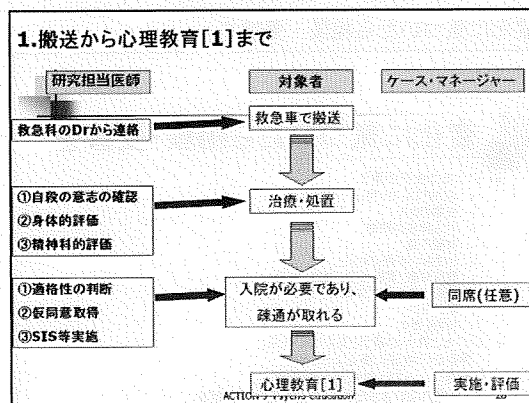 1.搬送から心理教育[1]まで
研究担当医師
対象者
ケース・マネージャー
救急科のDrから連絡
救急車で搬送
①自殺の意志の確認
②身体的評価
③精神科的評価
治療・処置
①適格性の判断
②仮同意取得
③SIS等実施
入院が必要であり、
疎通が取れる
同席(任意)
心理教育[1]
実施・評価